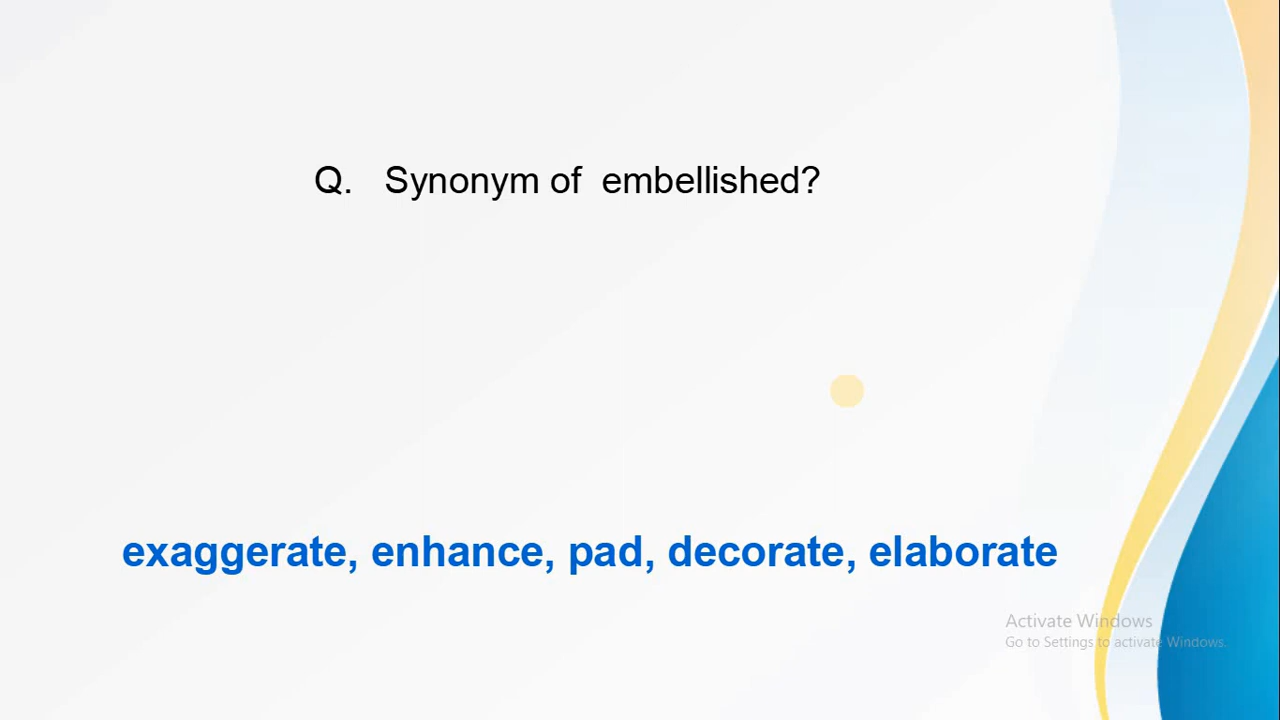 Q. Synonym of embellished?
exaggerate, enhance, pad, decorate, elaborate
Activate Windows
Go to Settings to activate Windows.